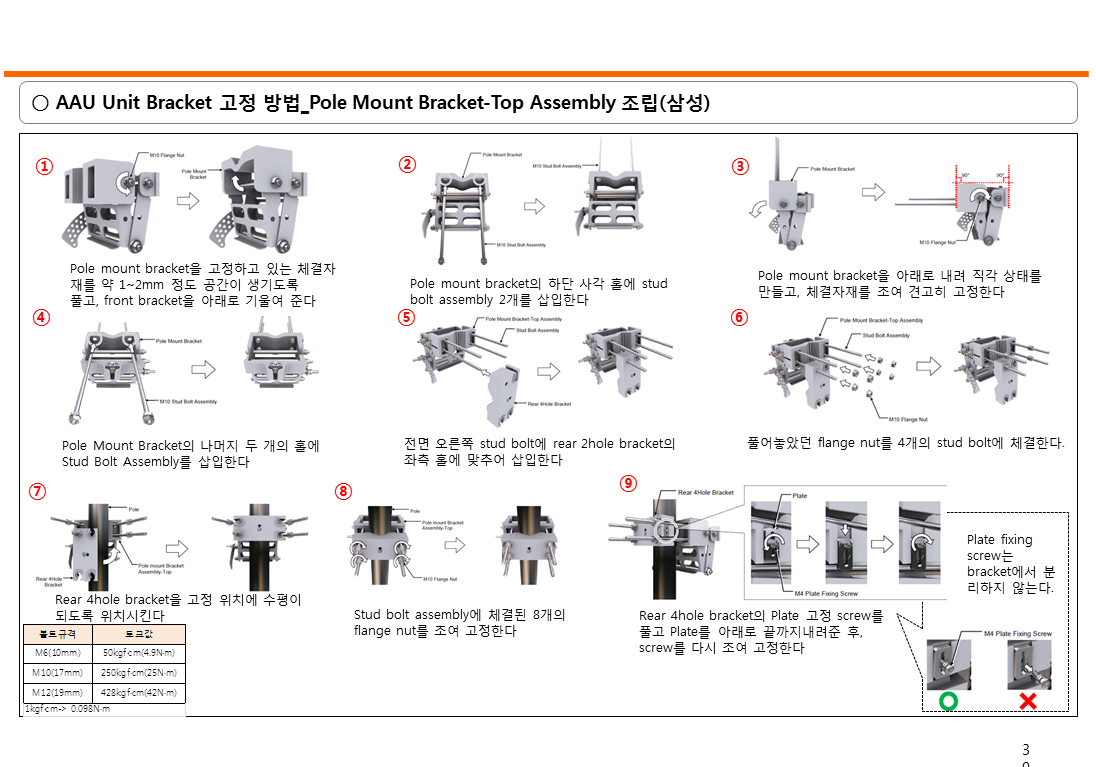 ○ AAU Unit Bracket 고정 방법_Pole Mount Bracket-Top Assembly 조립(삼성)
①
M10 Flange Nut
Pole Mount
Bracket
Pole mount bracket을 고정하고 있는 체결자
재를 약 1~2mm 정도 공간이 생기도록
풀고, front bracket을 아래로 기울여 준다
②
Pole Mount Bracket
M10 Stud Bolt Assembly
M10 Stud Bolt Assembly
Pole mount bracket의 하단 사각 홀에 stud
bolt assembly 2개를 삽입한다
③
Pole Mount Bracket
90°
90°
M10 Flange Nut
Pole mount bracket을 아래로 내려 직각 상태를
만들고, 체결자재를 조여 견고히 고정한다
④
Pole Mount Bracket
M10 Stud Bolt Assembly
Pole Mount Bracket의 나머지 두 개의 홀에
Stud Bolt Assembly를 삽입한다
⑤
Pole Mount Bracket-Top Assembly
Stud Bolt Assembly
Rear 4Hole Bracket
전면 오른쪽 stud bolt에 rear 2hole bracket의
좌측 홀에 맞추어 삽입한다
⑥
Pole Mount Bracket-Top Assembly
Stud Bolt Assembly
M10 Flange Nut
풀어놓았던 flange nut를 4개의 stud bolt에 체결한다.
⑦
Pole
Pole mount Bracket
Assembly-Top
Rear 4Hole
Bracket
Rear 4hole bracket을 고정 위치에 수평이
되도록 위치시킨다
⑧
Pole
Pole mount Bracket
Assembly-Top
M10 Flange Nut
Stud bolt assembly에 체결된 8개의
flange nut를 조여 고정한다
⑨
Rear 4Hole Bracket
Plate
M4 Plate Fixing Screw
Rear 4hole bracket의 Plate 고정 screw를
풀고 Plate를 아래로 끝까지내려준 후,
screw를 다시 조여 고정한다
Plate fixing
screw는
bracket에서 분
리하지 않는다.
M4 Plate Fixing Screw
볼트규격 토크값
M6(10mm) 50kgf·cm(4.9N·m)
M10(17mm) 250kgf·cm(25N·m)
M12(19mm) 428kgf·cm(42N·m)
1kgf·cm-> 0.098N·m
3